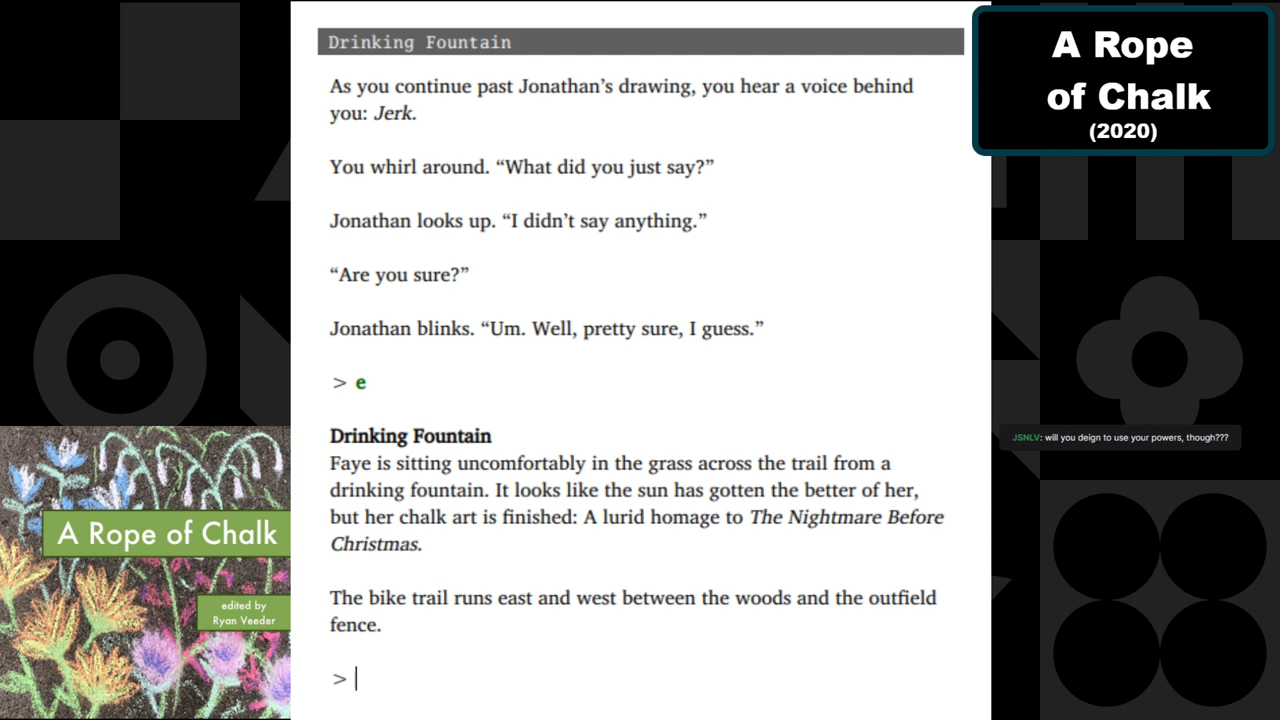 Drinking Fountain
As you continue past Jonathan’s drawing, you hear a voice behind
you: Jerk.
You whirl around. “What did you just say?”
Jonathan looks up. “I didn’t say anything.”
“Are you sure?”
Jonathan blinks. “Um. Well, pretty sure, I guess.”
> e
Drinking Fountain
Faye is sitting uncomfortably in the grass across the trail from a
drinking fountain. It looks like the sun has gotten the better of her,
but her chalk art is finished: A lurid homage to The Nightmare Before
Christmas.
The bike trail runs east and west between the woods and the outfield
fence.
>
A Rope
of Chalk
(2020)
JSNLV: will you deign to use your powers, though???
A Rope of Chalk
edited by
Ryan Veeder